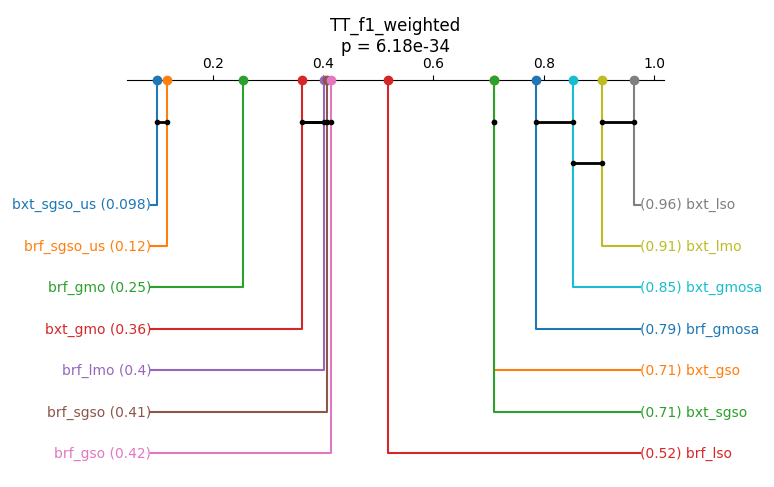 TT_f1_weighted
p = 6.18e-34
0.2 0.4 0.6 0.8 1.0
bxt_sgso_us (0.098) (0.96) bxt_lso
brf_sgso_us (0.12) (0.91) bxt_lmo
brf_gmo (0.25) (0.85) bxt_gmosa
bxt_gmo (0.36) (0.79) brf_gmosa
brf_lmo (0.4) (0.71) bxt_gso
brf_sgso (0.41) (0.71) bxt_sgso
brf_gso (0.42) (0.52) brf_lso